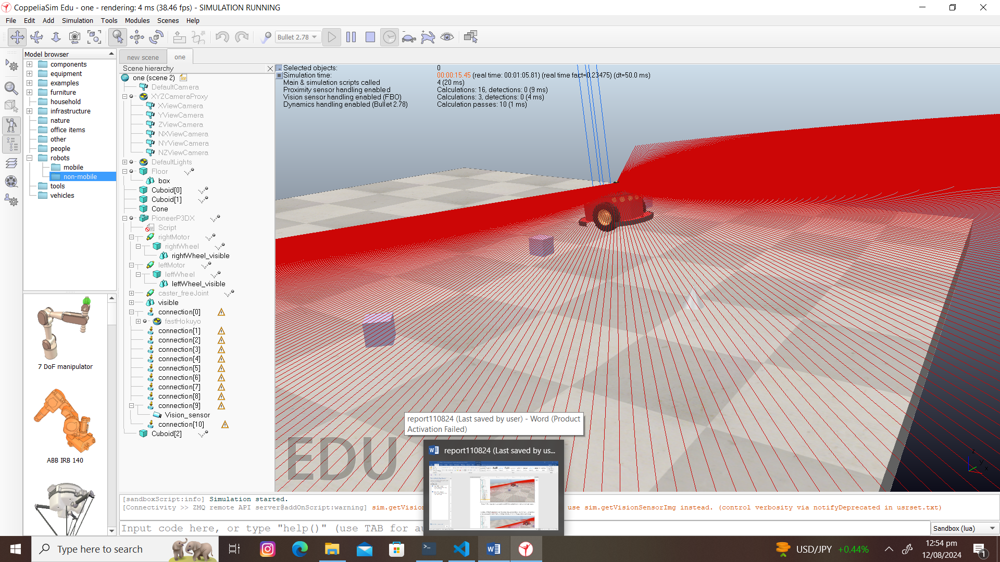 CoppeliaSim Edu - one - rendering: 4 ms (38.46 fps) - SIMULATION RUNNING
File Edit Add Simulation Tools Modules Scenes Help
Bullet 2.78
Model browser
components
equipment
examples
furniture
household
infrastructure
nature
office items
other
people
robots
mobile
non-mobile
tools
vehicles
7 DoF manipulator
ABB IRB 140
new scene
one
Scene hierarchy
one (scene 2)
DefaultCamera
XYZCameraProxy
XViewCamera
YViewCamera
ZViewCamera
NXViewCamera
NYViewCamera
NZViewCamera
DefaultLights
Floor
box
Cuboid[0]
Cuboid[1]
Cone
PioneerP3DX
Script
rightMotor
rightWheel
rightWheel_visible
leftMotor
leftWheel
leftWheel_visible
caster_freeJoint
visible
connection[0]
fastHokuyo
connection[1]
connection[2]
connection[3]
connection[4]
connection[5]
connection[6]
connection[7]
connection[8]
connection[9]
Vision_sensor
connection[10]
Cuboid[2]
Selected objects: 0
Simulation time: 00:00:15.45 (real time: 00:01:05.81) (real time fact=0.23475) (dt=50.0 ms)
Main & simulation scripts called 4 (20 ms)
Proximity sensor handling enabled Calculations: 16, detections: 0 (9 ms)
Vision sensor handling enabled (FBO) Calculations: 3, detections: 0 (4 ms)
Dynamics handling enabled (Bullet 2.78) Calculation passes: 10 (1 ms)
EDU
z
y
x
report110824 (Last saved by user) - Word (Product
Activation Failed)
report110824 (Last saved by us...
[sandboxScript:info] Simulation started.
[Connectivity >> ZMQ remote API server@addOnScript:warning] sim.getVision use sim.getVisionSensorImg instead. (control verbosity via notifyDeprecated in usrset.txt)
Input code here, or type "help()" (use TAB for au
Sandbox (lua)
Type here to search
USD/JPY +0.44%
12:54 pm
12/08/2024
1